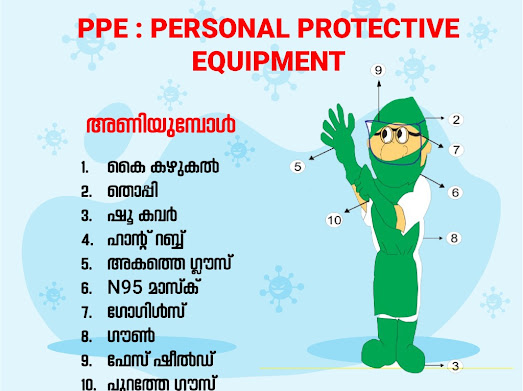 PPE : PERSONAL PROTECTIVE
EQUIPMENT
അണിയുമ്പോൾ
1. കൈ കഴുകൽ
2. തൊപ്പി
3. ഷൂ കവർ
4. ഹാന്റ് റബ്ബ്
5. അകത്തെ ഗ്ലൗസ്
6. N95 മാസ്ക്
7. ഗോഗിൾസ്
8. ഗൗൺ
9. ഫേസ് ഷീൽഡ്
10. പുറത്തേ ഗൗസ്
9
2
7
5
6
10
8
3